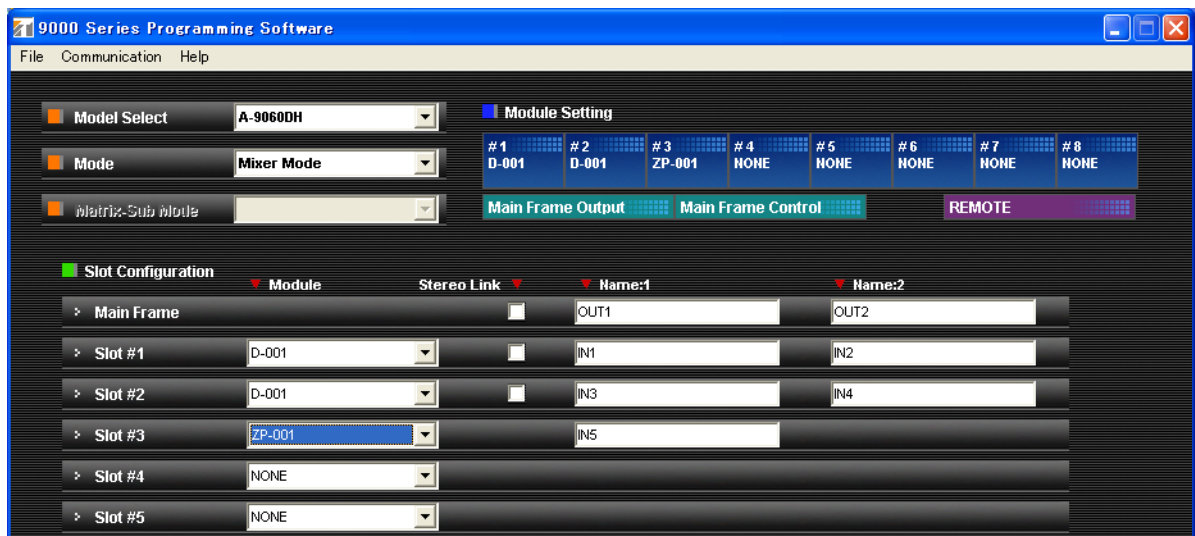 9000 Series Programming Software
File Communication Help
Model Select A-9060DH
Mode Mixer Mode
Matrix-Sub Mode
Module Setting
#1 #2 #3 #4 #5 #6 #7 #8
D-001 D-001 ZP-001 NONE NONE NONE NONE NONE
Main Frame Output Main Frame Control REMOTE
Slot Configuration
Module Stereo Link Name:1 Name:2
Main Frame OUT1 OUT2
Slot #1 D-001 IN1 IN2
Slot #2 D-001 IN3 IN4
Slot #3 ZP-001 IN5
Slot #4 NONE
Slot #5 NONE